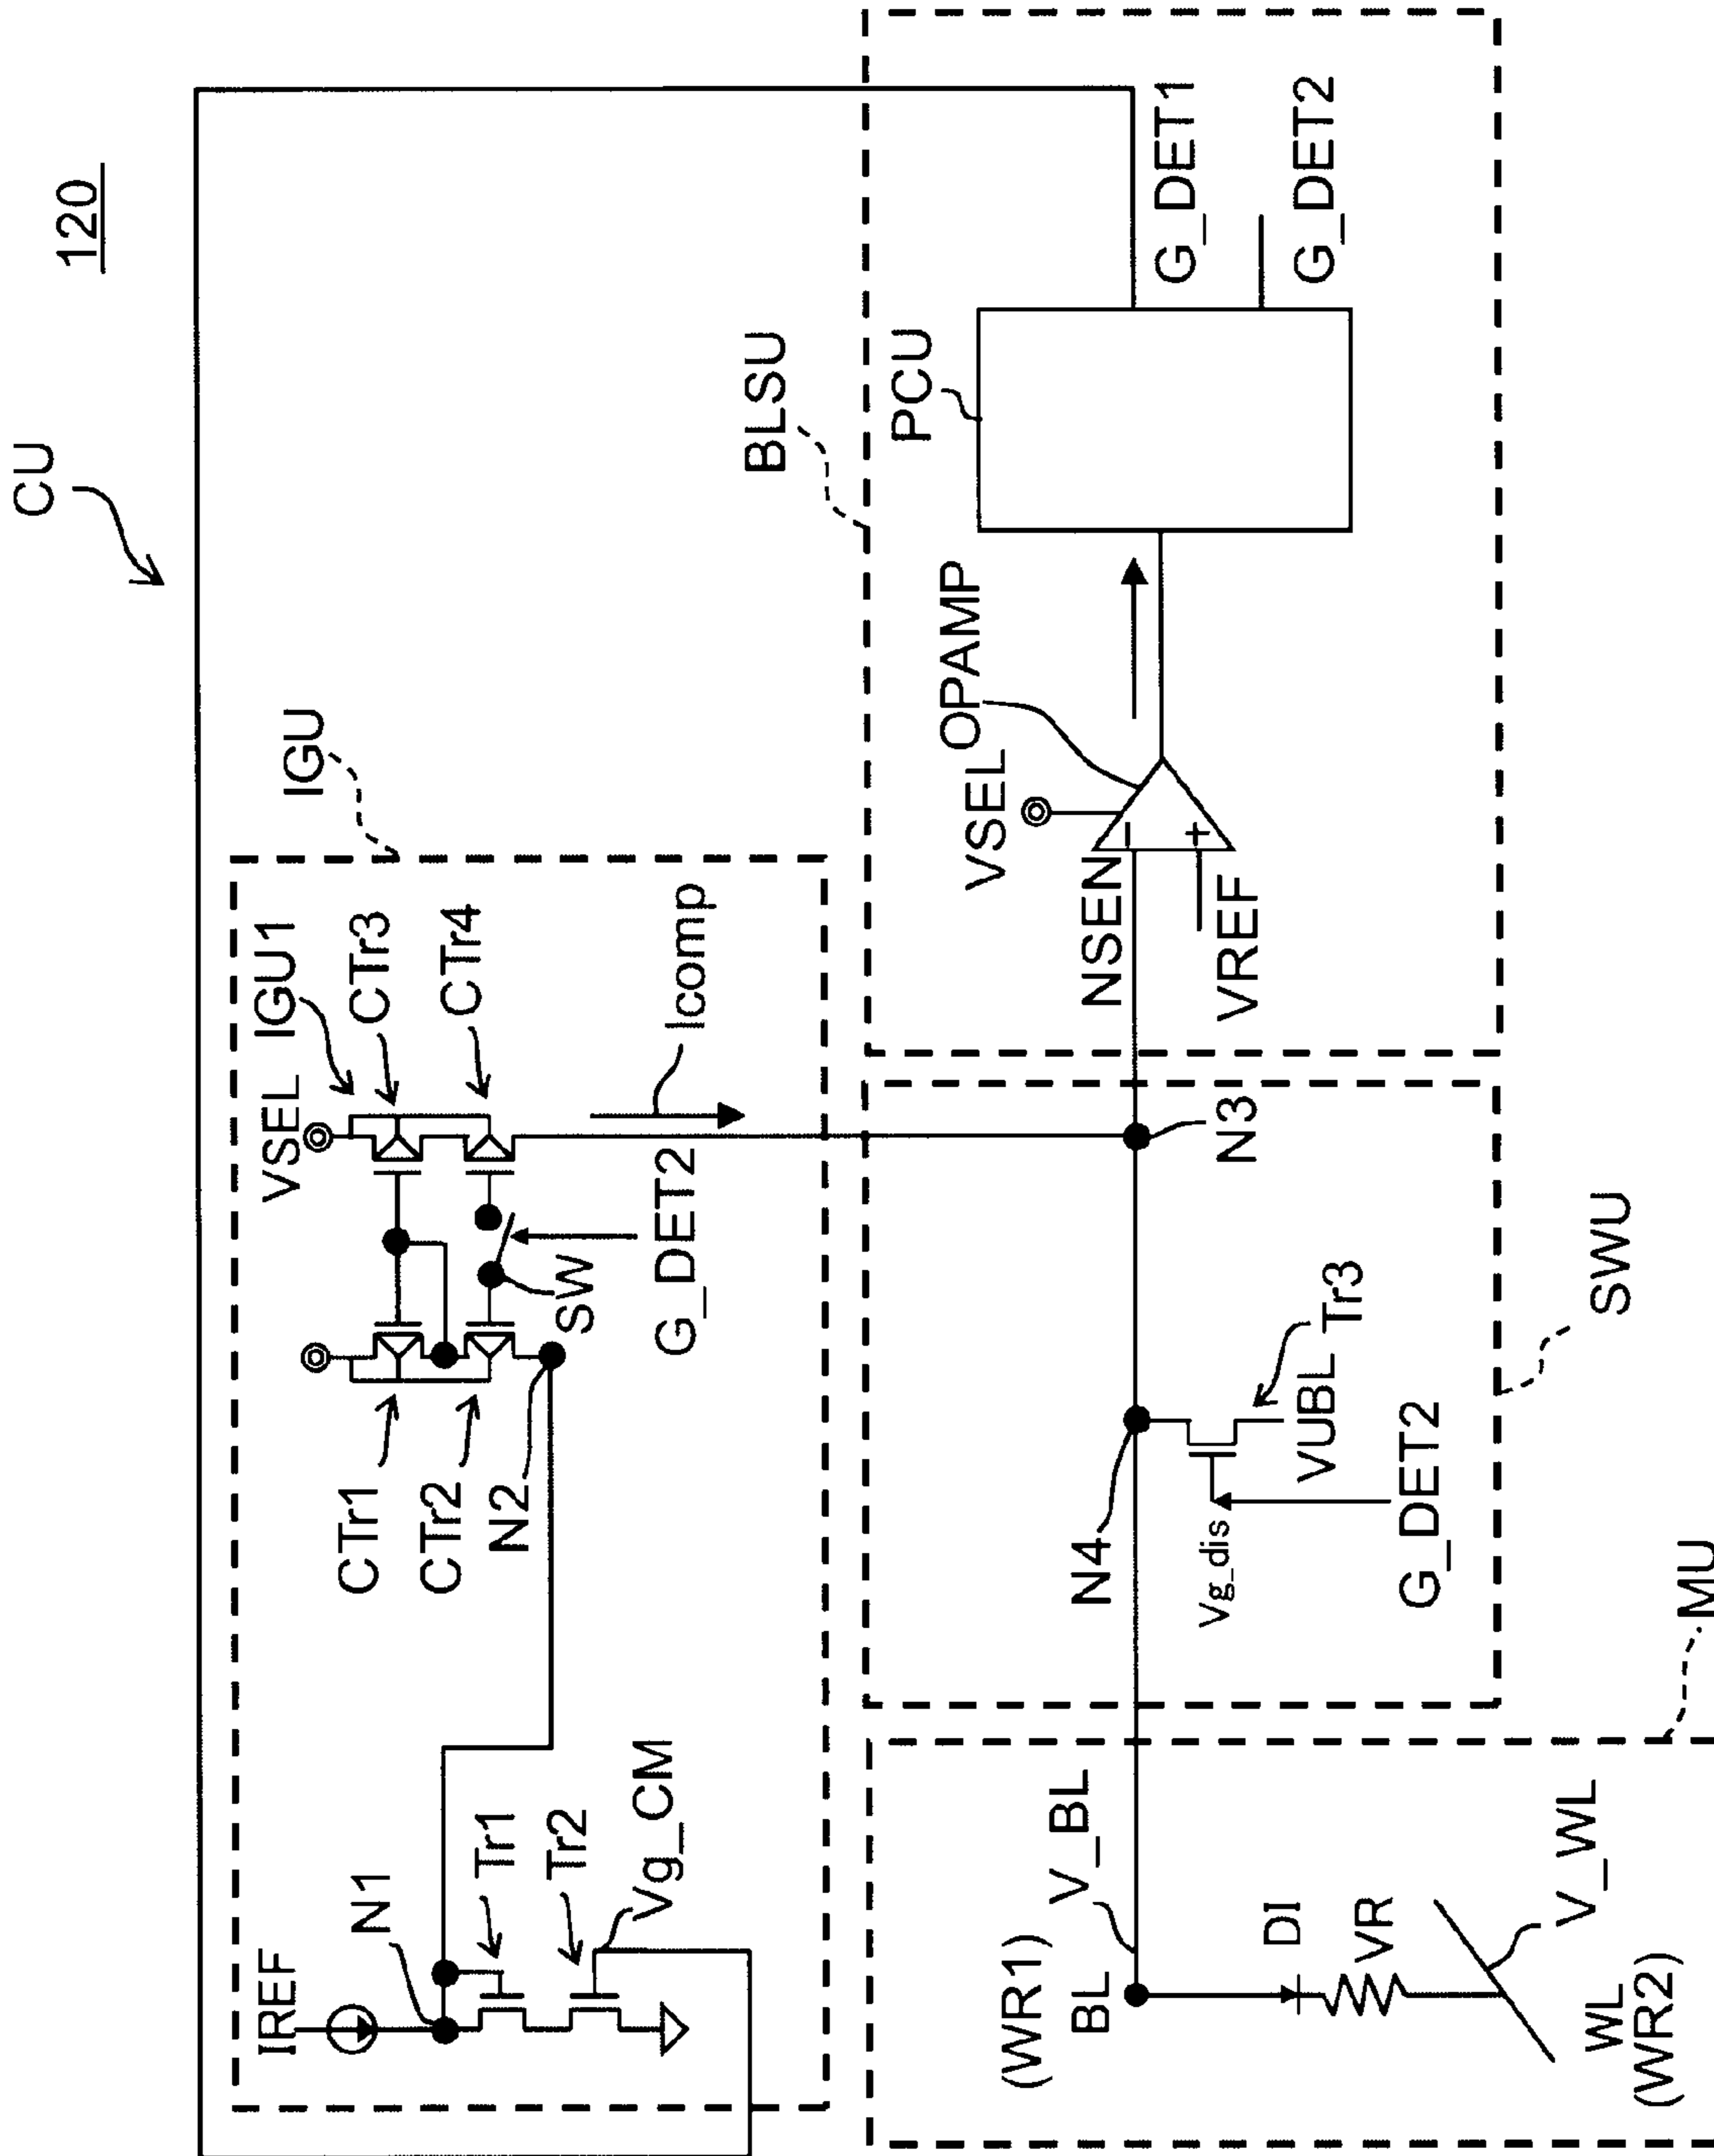 120
CU
IGU
IREF
N1
Tr1
Tr2
Vg_CM
CTr1
CTr2
N2
VSEL
IGU1
CTr3
CTr4
SW
G_DET2
Icomp
BLSU
PCU
VSEL
OPAMP
NSEN
VREF
G_DET1
G_DET2
N3
N4
Vg_dis
VUBL
Tr3
G_DET2
SWU
MU
(WR1)
BL
V_BL
DI
VR
V_WL
WL
(WR2)